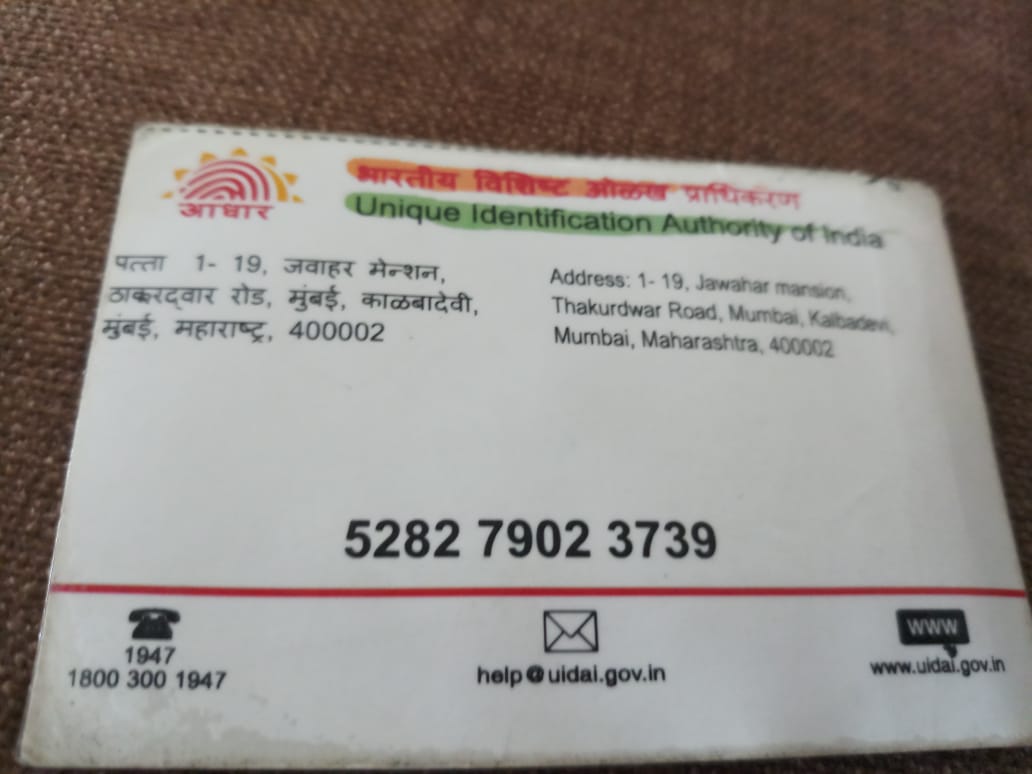 आधार
भारतीय विशिष्ट ओळख प्राधिकरण
Unique Identification Authority of India
पत्ता 1- 19, जवाहर मेन्शन,
ठाकरद्वार रोड, मुंबई, काळबादेवी,
मुंबई, महाराष्ट्र, 400002
Address: 1- 19, Jawahar mansion,
Thakurdwar Road, Mumbai, Kalbadevi,
Mumbai, Maharashtra, 400002
5282 7902 3739
1947
1800 300 1947
help@uidai.gov.in
www
www.uidai.gov.in